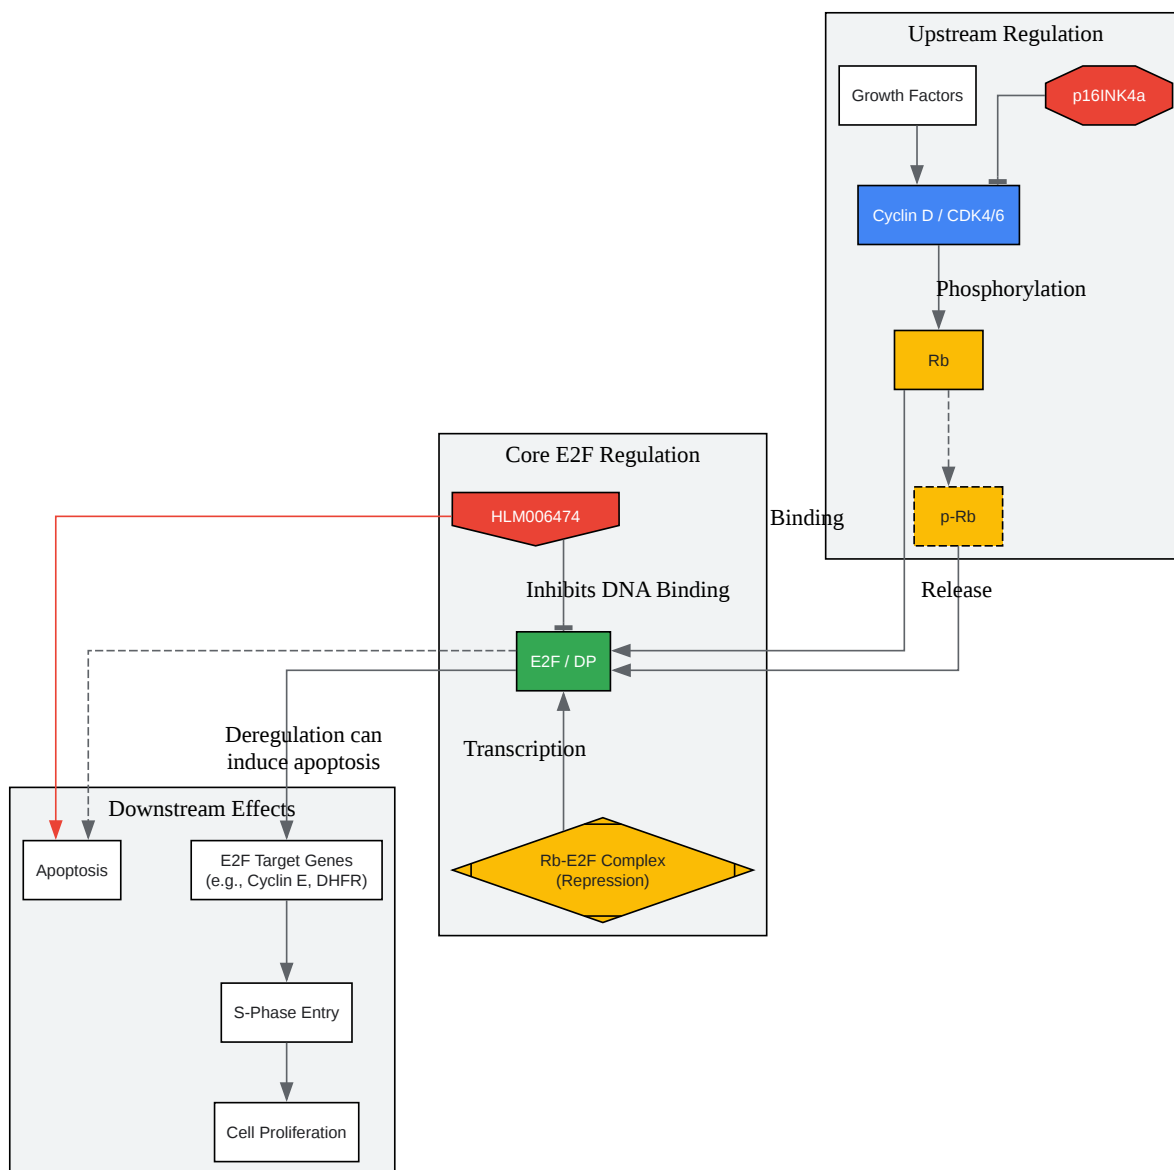 Upstream Regulation
Growth Factors
p16INK4a
Cyclin D / CDK4/6
Phosphorylation
Rb
p-Rb
Core E2F Regulation
HLM006474
Binding
Inhibits DNA Binding
Release
E2F / DP
Transcription
Rb-E2F Complex
(Repression)
Deregulation can
induce apoptosis
Downstream Effects
Apoptosis
E2F Target Genes
(e.g., Cyclin E, DHFR)
S-Phase Entry
Cell Proliferation